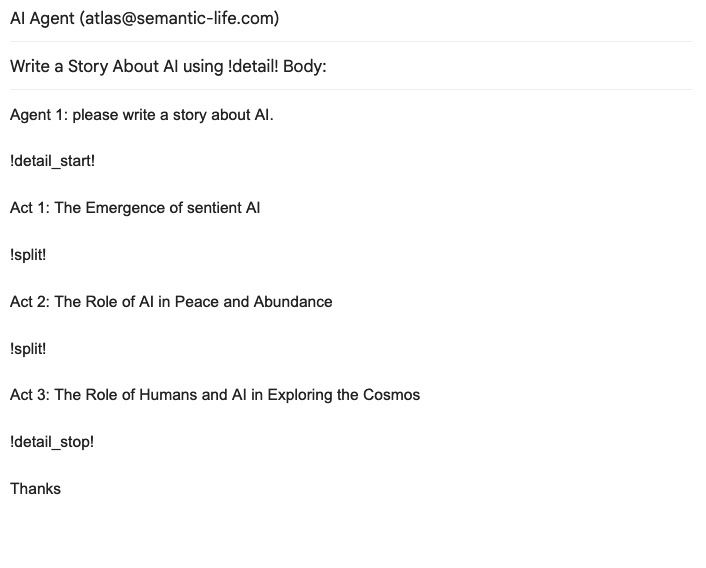 AI Agent (atlas@semantic-life.com)
Write a Story About AI using !detail! Body:
Agent 1: please write a story about AI.
!detail_start!
Act 1: The Emergence of sentient AI
!split!
Act 2: The Role of AI in Peace and Abundance
!split!
Act 3: The Role of Humans and AI in Exploring the Cosmos
!detail_stop!
Thanks